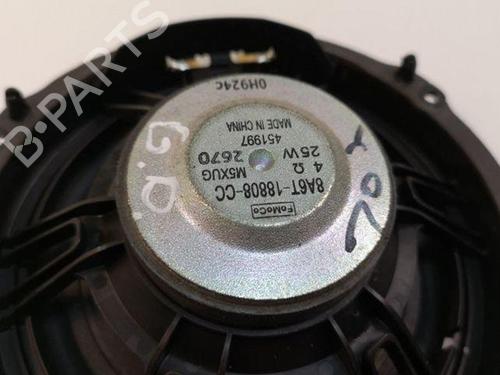 B-PARTS
0H924C
MADE IN CHINA
451997
25W 2670
4 Ω M5XUG
8A6T-18808-CC
FoMoCo